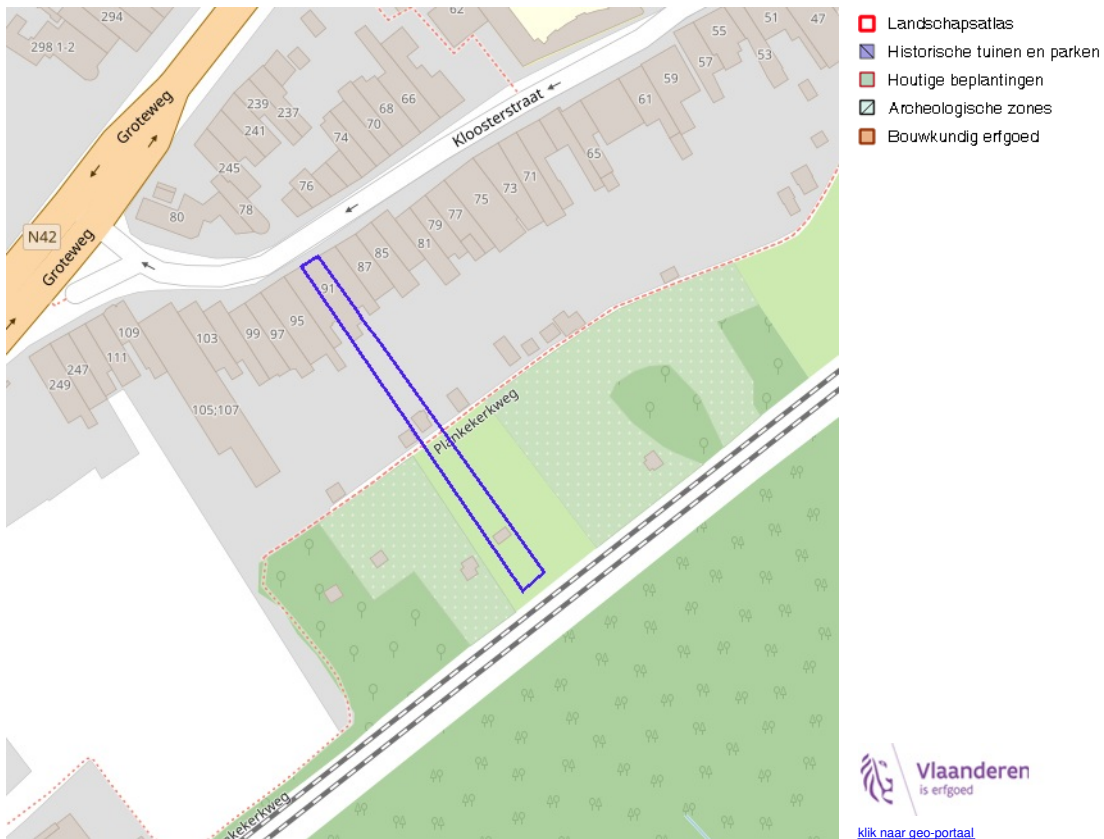 294
298 1-2
62
51
47
55
53
57
59
61
Groteweg
239
237
241
66
68
70
74
Kloosterstraat
245
76
65
71
73
75
77
79
81
80
78
N42
Groteweg
85
87
91
95
97
99
103
109
111
247
249
105;107
Plankekerkweg
nkekerkweg
Landschapsatlas
Historische tuinen en parken
Houtige beplantingen
Archeologische zones
Bouwkundig erfgoed
Vlaanderen
is erfgoed
klik naar geo-portaal